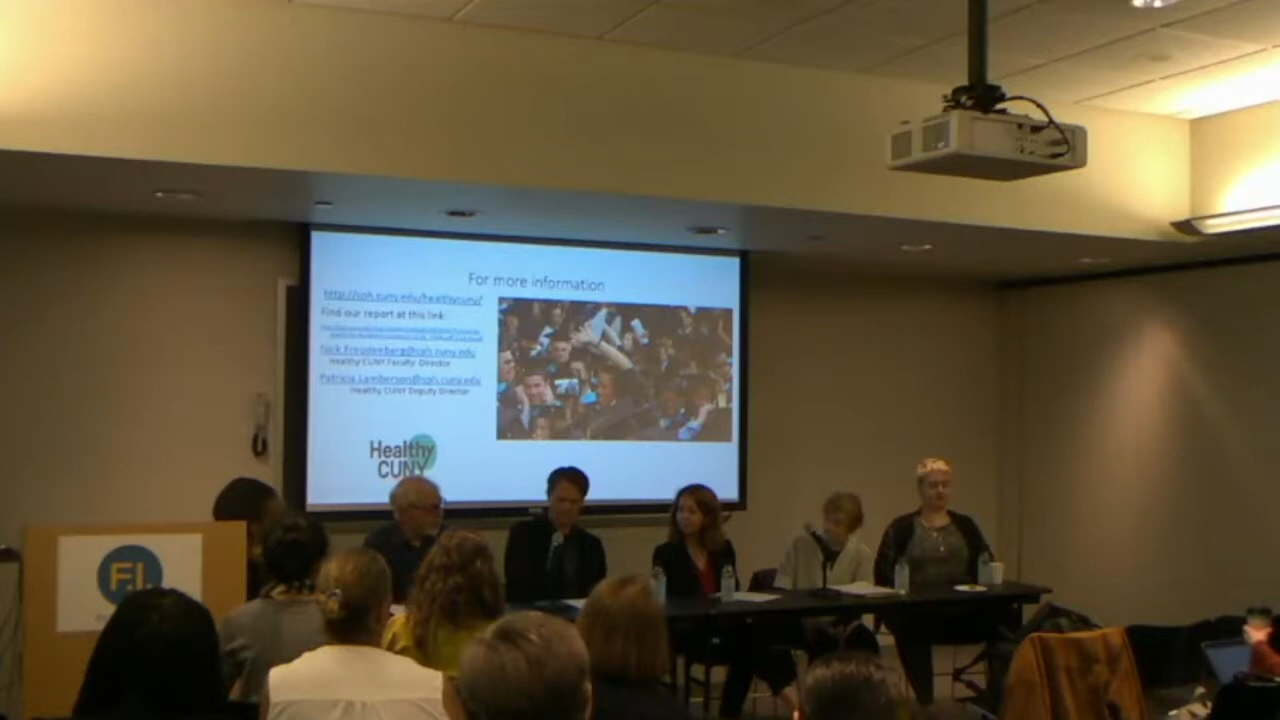 For more information
http://sph.cuny.edu/healthycuny/
Find our report at this link:
Nick.Freudenberg@sph.cuny.edu
Healthy CUNY Faculty Director
Patricia.Lamberson@sph.cuny.edu
Healthy CUNY Deputy Director
Healthy
CUNY
F.I.